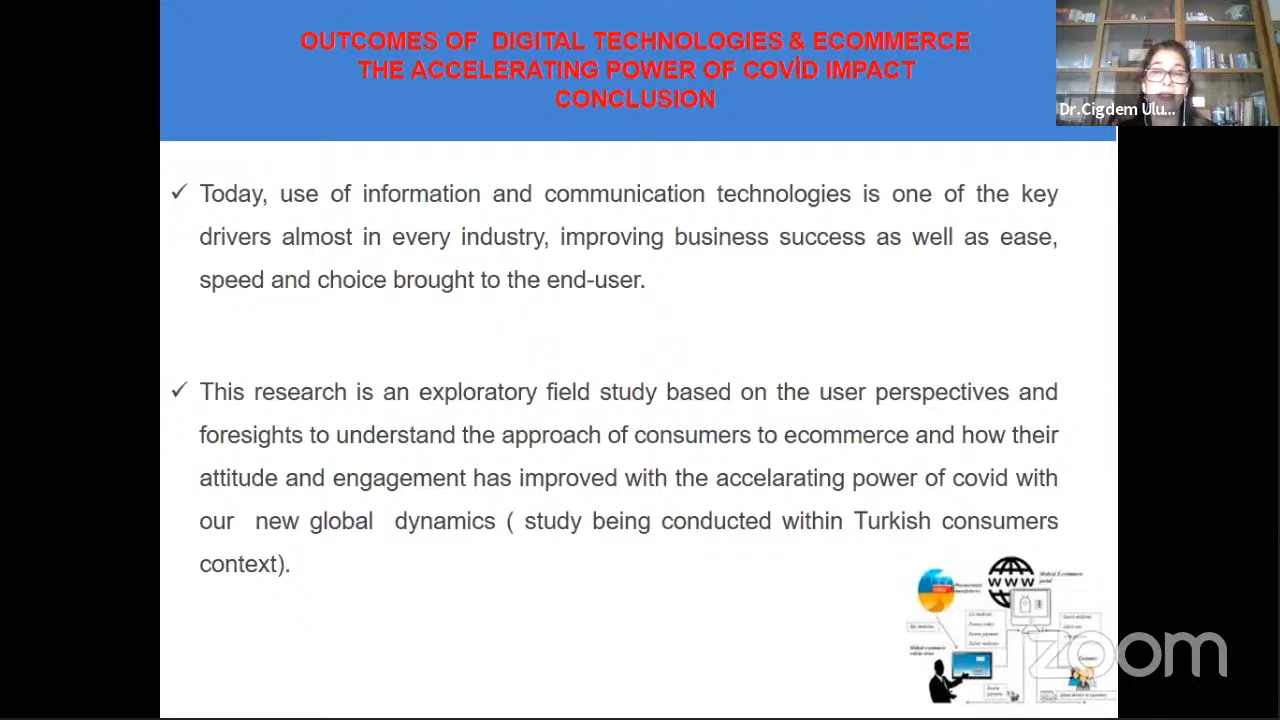 OUTCOMES OF DIGITAL TECHNOLOGIES & ECOMMERCE
THE ACCELERATING POWER OF COVİD IMPACT
CONCLUSION
Dr.Cigdem Ulu...
✓ Today, use of information and communication technologies is one of the key
drivers almost in every industry, improving business success as well as ease,
speed and choice brought to the end-user.
✓ This research is an exploratory field study based on the user perspectives and
foresights to understand the approach of consumers to ecommerce and how their
attitude and engagement has improved with the accelarating power of covid with
our new global dynamics ( study being conducted within Turkish consumers
context).
WWW
zoom